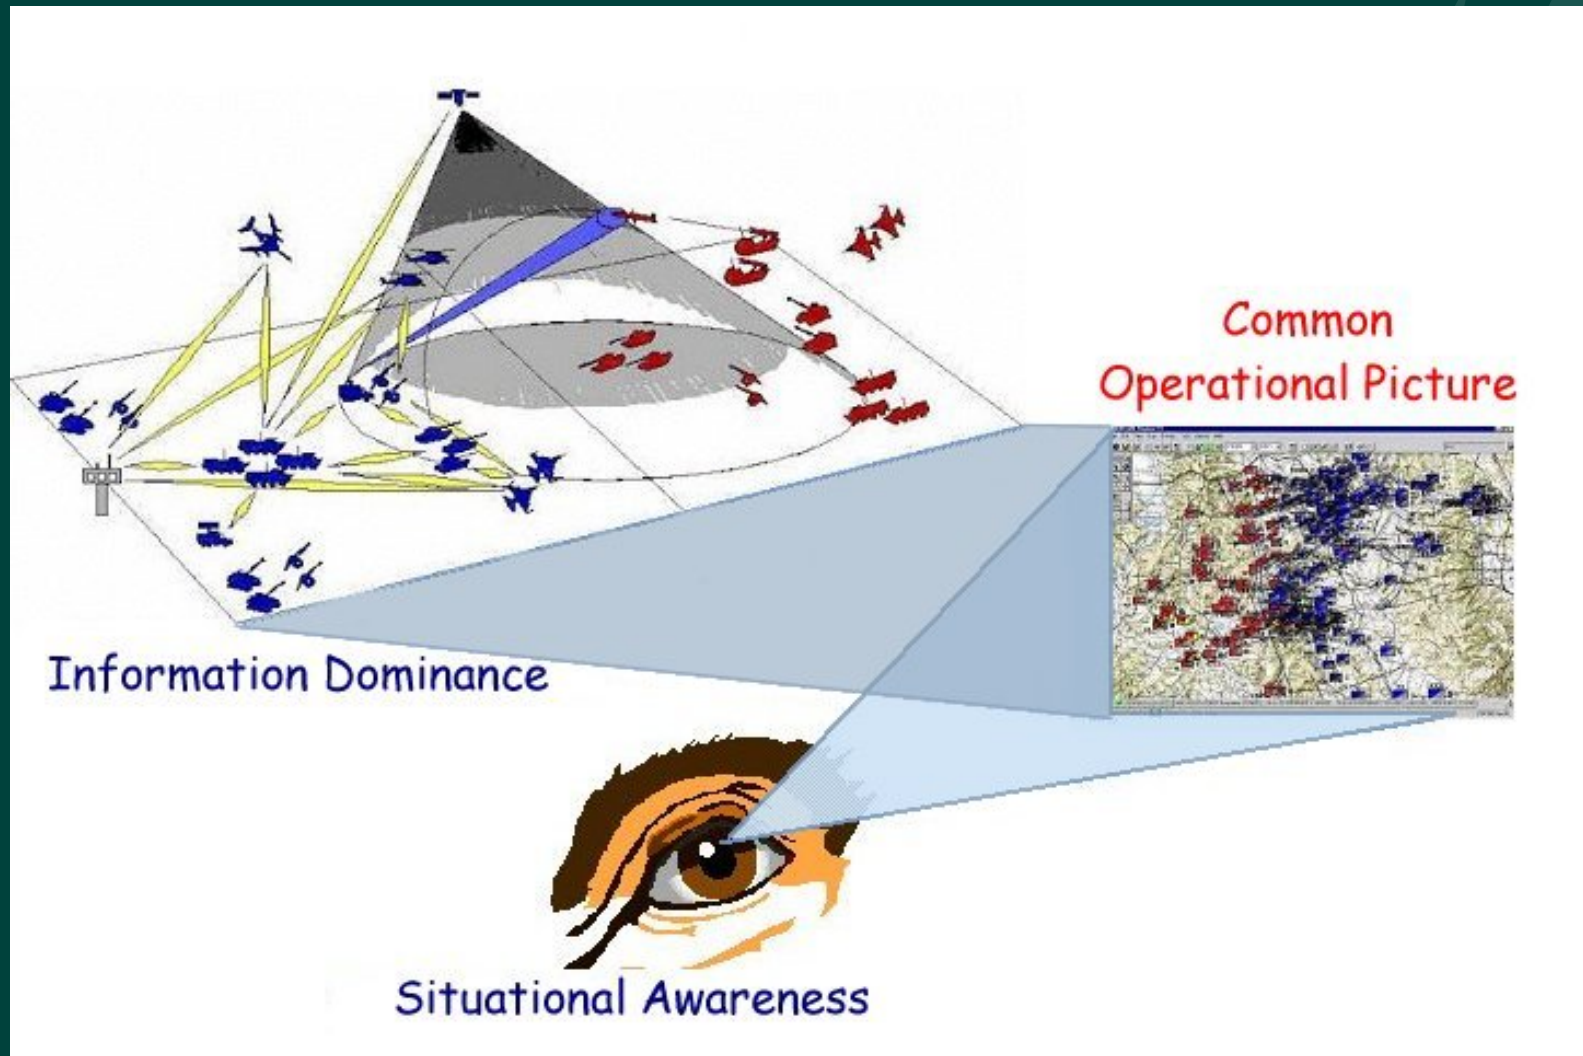 Common
Operational Picture
Information Dominance
Situational Awareness